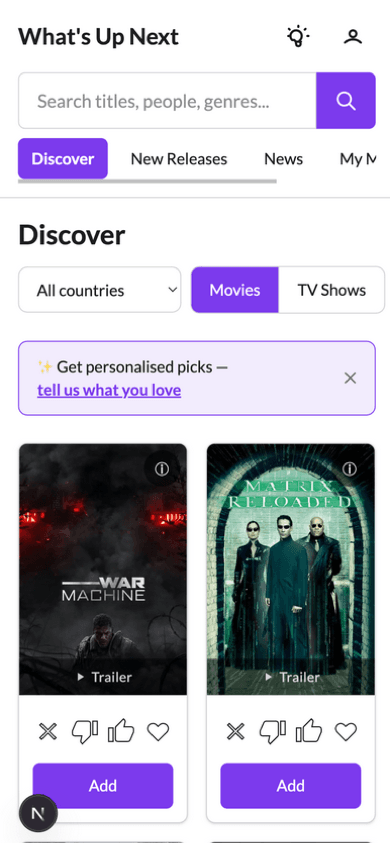 What's Up Next
Search titles, people, genres...
Discover New Releases News My M
Discover
All countries Movies TV Shows
✨ Get personalised picks —
tell us what you love
WAR
MACHINE
Trailer
MATRIX
RELOADED
Trailer
Add
Add
N